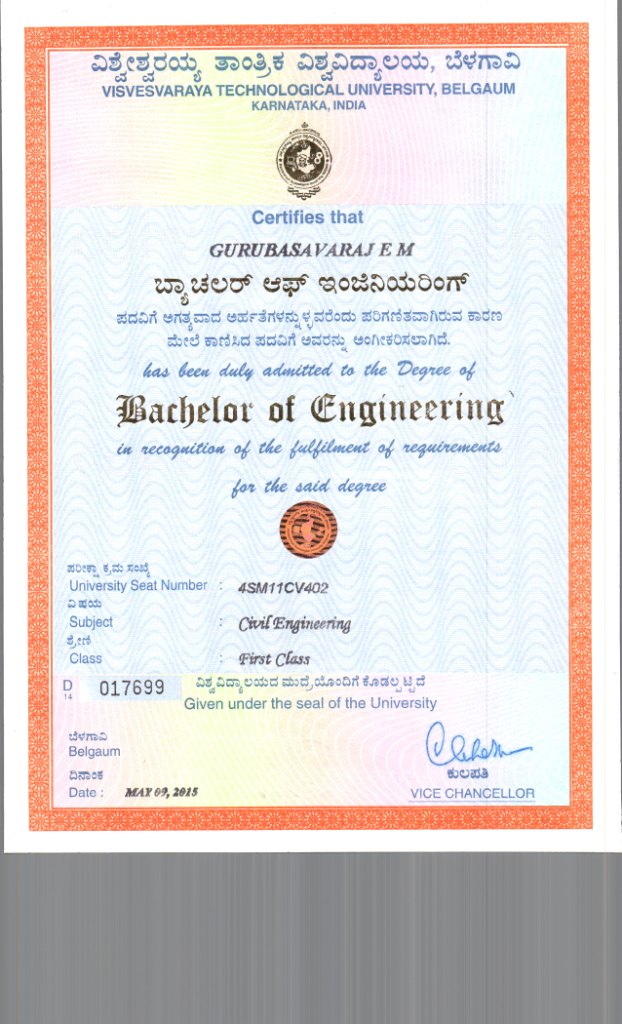 ವಿಶ್ವೇಶ್ವರಯ್ಯ ತಾಂತ್ರಿಕ ವಿಶ್ವವಿದ್ಯಾಲಯ, ಬೆಳಗಾವಿ
VISVESVARAYA TECHNOLOGICAL UNIVERSITY, BELGAUM
KARNATAKA, INDIA
Certifies that
GURUBASAVARAJ E M
ಬ್ಯಾಚಲರ್ ಆಫ್ ಇಂಜಿನಿಯರಿಂಗ್
ಪದವಿಗೆ ಅಗತ್ಯವಾದ ಅರ್ಹತೆಗಳನ್ನುಳ್ಳವರೆಂದು ಪರಿಗಣಿತವಾಗಿರುವ ಕಾರಣ
ಮೇಲೆ ಕಾಣಿಸಿದ ಪದವಿಗೆ ಅವರನ್ನು ಅಂಗೀಕರಿಸಲಾಗಿದೆ.
has been duly admitted to the Degree of
Bachelor of Engineering
in recognition of the fulfilment of requirements
for the said degree
ಪರೀಕ್ಷಾ ಕ್ರಮ ಸಂಖ್ಯೆ
University Seat Number : 4SM11CV402
ವಿಷಯ
Subject : Civil Engineering
ಶ್ರೇಣಿ
Class : First Class
D 14 017699 ವಿಶ್ವವಿದ್ಯಾಲಯದ ಮುದ್ರೆಯೊಂದಿಗೆ ಕೊಡಲ್ಪಟ್ಟಿದೆ
Given under the seal of the University
ಬೆಳಗಾವಿ
Belgaum
ದಿನಾಂಕ ಕುಲಪತಿ
Date : MAY 09, 2015 VICE CHANCELLOR